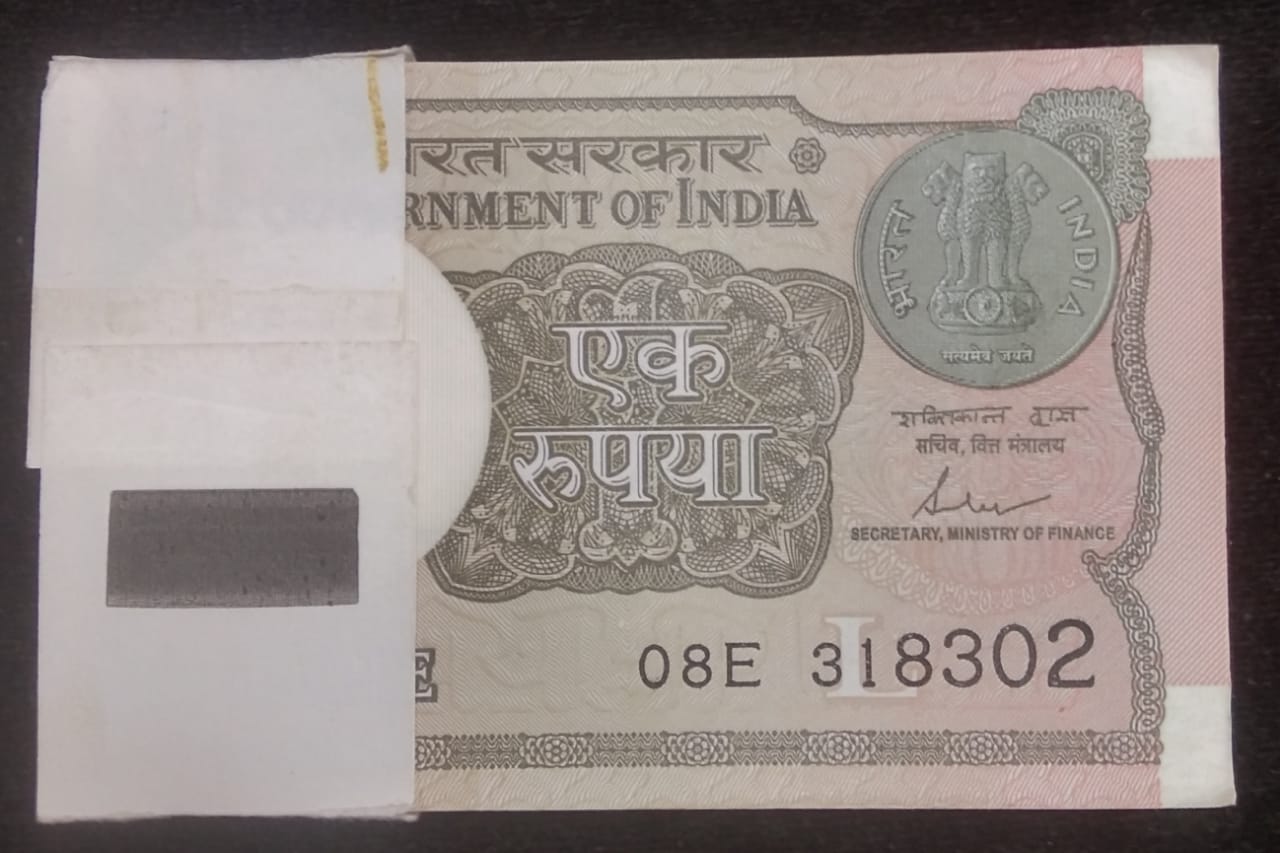 रत सरकार
RNMENT OF INDIA
भारत
INDIA
सत्यमेव जयते
एक
रुपया
शक्तिकान्त दास
सचिव, वित्त मंत्रालय
SECRETARY, MINISTRY OF FINANCE
L
E
08E 318302